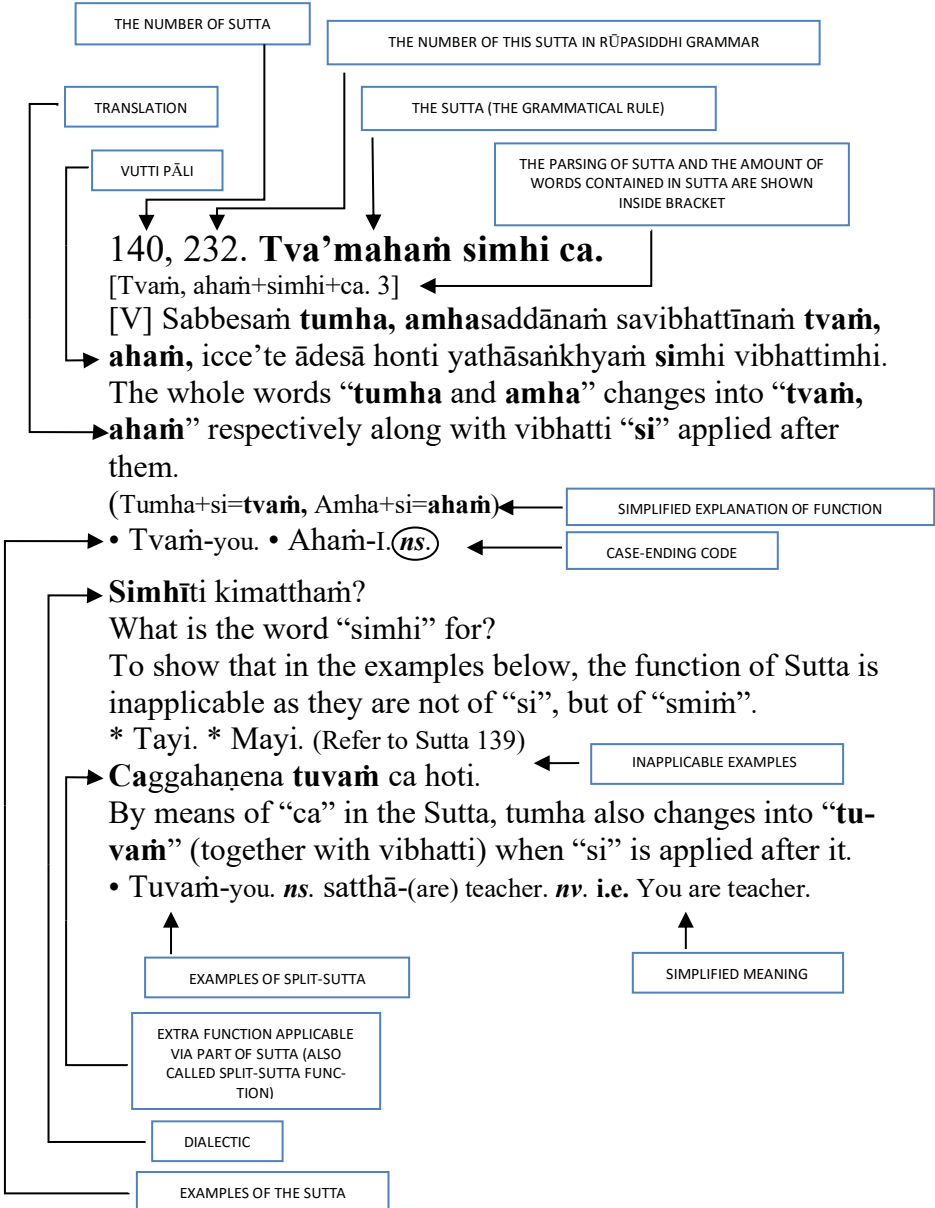 THE NUMBER OF SUTTA
THE NUMBER OF THIS SUTTA IN RŪPASIDDHI GRAMMAR
TRANSLATION
THE SUTTA (THE GRAMMATICAL RULE)
VUTTI PĀLI
THE PARSING OF SUTTA AND THE AMOUNT OF
WORDS CONTAINED IN SUTTA ARE SHOWN
INSIDE BRACKET
140, 232. Tva’mahaṁ simhi ca.
[Tvaṁ, ahaṁ+simhi+ca. 3]
[V] Sabbesaṁ tumha, amhasaddānaṁ savibhattīnaṁ tvaṁ,
ahaṁ, icce’te ādesā honti yathāsaṅkhyaṁ simhi vibhattimhi.
The whole words “tumha and amha” changes into “tvaṁ,
ahaṁ” respectively along with vibhatti “si” applied after
them.
(Tumha+si=tvaṁ, Amha+si=ahaṁ)
SIMPLIFIED EXPLANATION OF FUNCTION
• Tvaṁ-you. • Ahaṁ-I. ns.
CASE-ENDING CODE
Simhīti kimatthaṁ?
What is the word “simhi” for?
To show that in the examples below, the function of Sutta is
inapplicable as they are not of “si”, but of “smiṁ”.
* Tayi. * Mayi. (Refer to Sutta 139)
INAPPLICABLE EXAMPLES
Caggahaṇena tuvaṁ ca hoti.
By means of “ca” in the Sutta, tumha also changes into “tu-
vaṁ” (together with vibhatti) when “si” is applied after it.
• Tuvaṁ-you. ns. satthā-(are) teacher. nv. i.e. You are teacher.
EXAMPLES OF SPLIT-SUTTA
SIMPLIFIED MEANING
EXTRA FUNCTION APPLICABLE
VIA PART OF SUTTA (ALSO
CALLED SPLIT-SUTTA FUNC-
TION)
DIALECTIC
EXAMPLES OF THE SUTTA